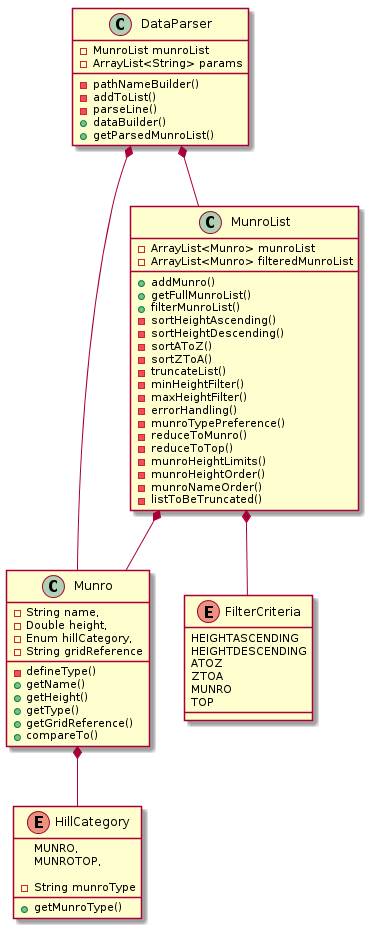 C DataParser
MunroList munroList
ArrayList<String> params
pathNameBuilder()
addToList()
parseLine()
dataBuilder()
getParsedMunroList()
C MunroList
ArrayList<Munro> munroList
ArrayList<Munro> filteredMunroList
addMunro()
getFullMunroList()
filterMunroList()
sortHeightAscending()
sortHeightDescending()
sortAToZ()
sortZToA()
truncateList()
minHeightFilter()
maxHeightFilter()
errorHandling()
munroTypePreference()
reduceToMunro()
reduceToTop()
munroHeightLimits()
munroHeightOrder()
munroNameOrder()
listToBeTruncated()
C Munro
String name,
Double height,
Enum hillCategory,
String gridReference
defineType()
getName()
getHeight()
getType()
getGridReference()
compareTo()
E FilterCriteria
HEIGHTASCENDING
HEIGHTDESCENDING
ATOZ
ZTOA
MUNRO
TOP
E HillCategory
MUNRO,
MUNROTOP,
String munroType
getMunroType()